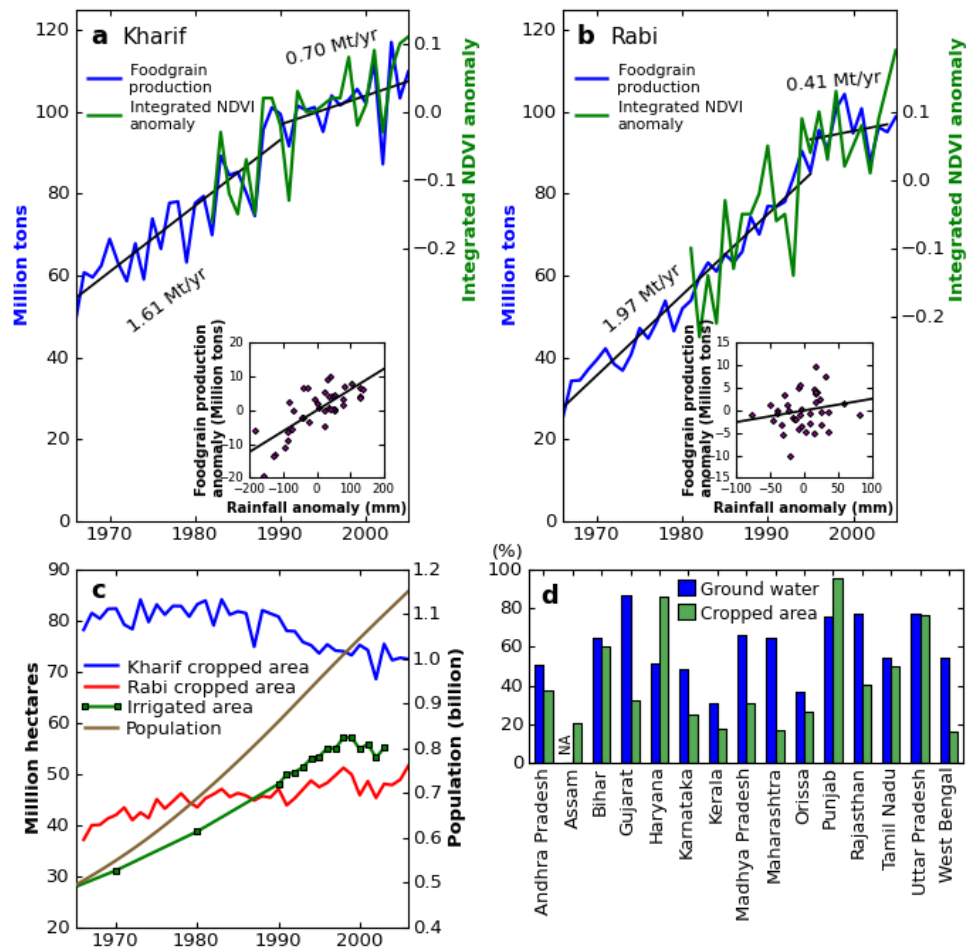 a Kharif
0.70 Mt/yr
Foodgrain
production
Integrated NDVI
anomaly
1.61 Mt/yr
Million tons
Integrated NDVI anomaly
120
100
80
60
40
20
0
0.1
0.0
−0.1
−0.2
1970
1980
1990
2000
Foodgrain production
anomaly (Million tons)
20
10
0
−10
−20
−200
−100
0
100
200
Rainfall anomaly (mm)
b Rabi
0.41 Mt/yr
Foodgrain
production
Integrated NDVI
anomaly
1.97 Mt/yr
Million tons
Integrated NDVI anomaly
120
100
80
60
40
20
0
0.1
0.0
−0.1
−0.2
1970
1980
1990
2000
Foodgrain production
anomaly (Million tons)
15
10
5
0
−5
−10
−15
−100
−50
0
50
100
Rainfall anomaly (mm)
c
Kharif cropped area
Rabi cropped area
Irrigated area
Population
Milllion hectares
Population (billion)
90
80
70
60
50
40
30
20
1.2
1.1
1.0
0.9
0.8
0.7
0.6
0.5
0.4
1970
1980
1990
2000
(%)
d
Ground water
Cropped area
100
80
60
40
20
0
NA
Andhra Pradesh
Assam
Bihar
Gujarat
Haryana
Karnataka
Kerala
Madhya Pradesh
Maharashtra
Orissa
Punjab
Rajasthan
Tamil Nadu
Uttar Pradesh
West Bengal